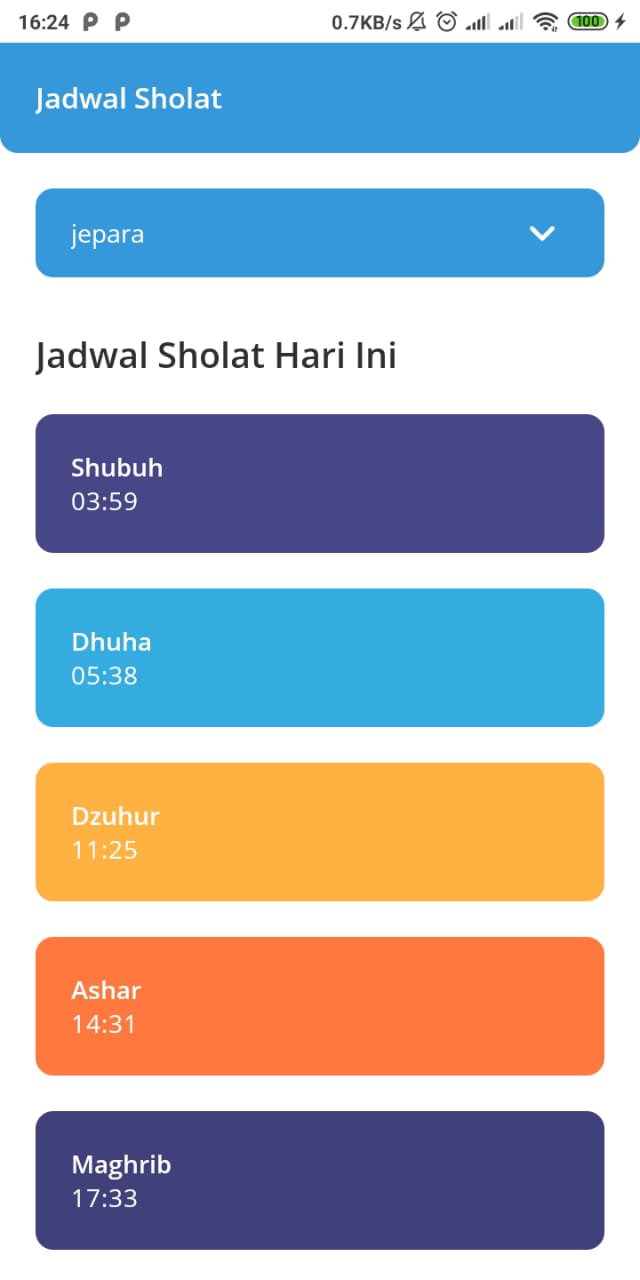 16:24 P P 0.7KB/s 100
Jadwal Sholat
jepara
Jadwal Sholat Hari Ini
Shubuh
03:59
Dhuha
05:38
Dzuhur
11:25
Ashar
14:31
Maghrib
17:33